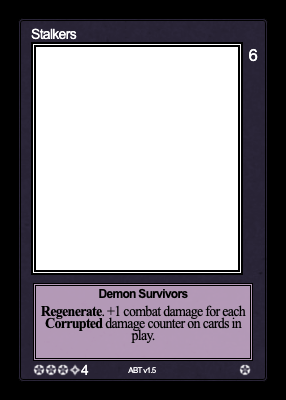 Stalkers
6
Demon Survivors
Regenerate. +1 combat damage for each
Corrupted damage counter on cards in
play.
4
ABT v1.5